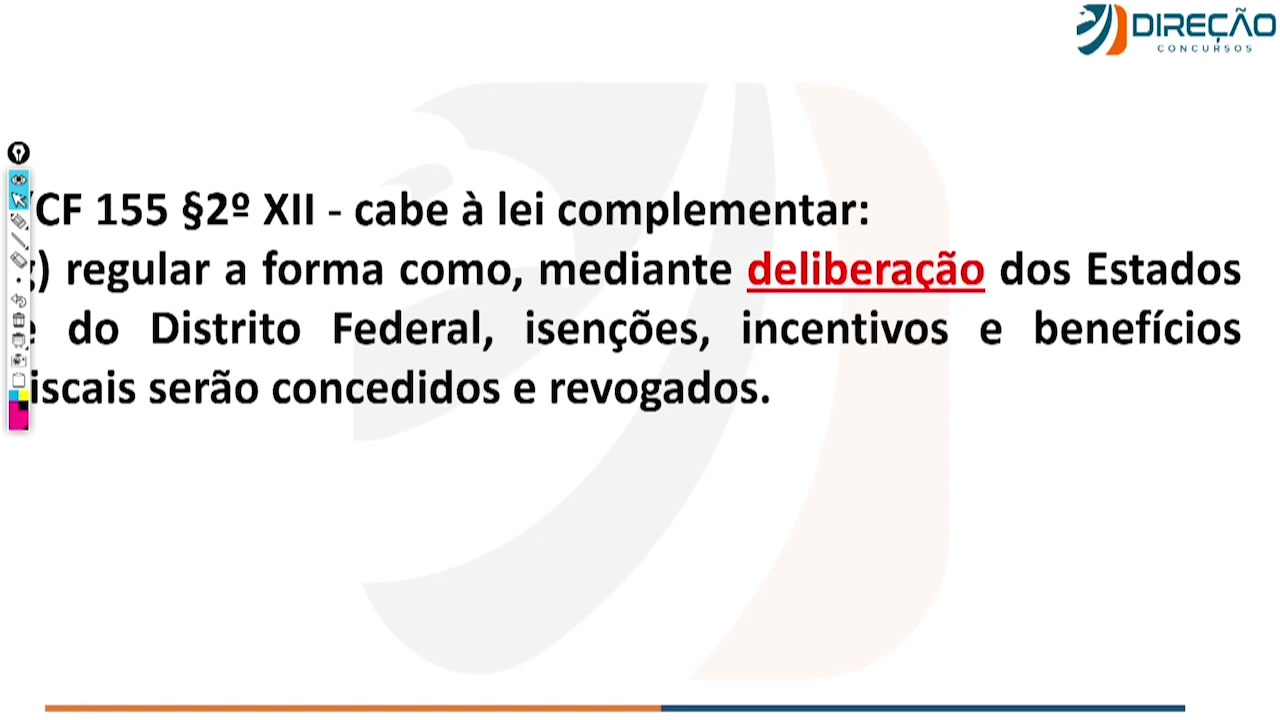 DIREÇÃO
CONCURSOS
CF 155 §2º XII - cabe à lei complementar:
) regular a forma como, mediante deliberação dos Estados
do Distrito Federal, isenções, incentivos e benefícios
iscais serão concedidos e revogados.